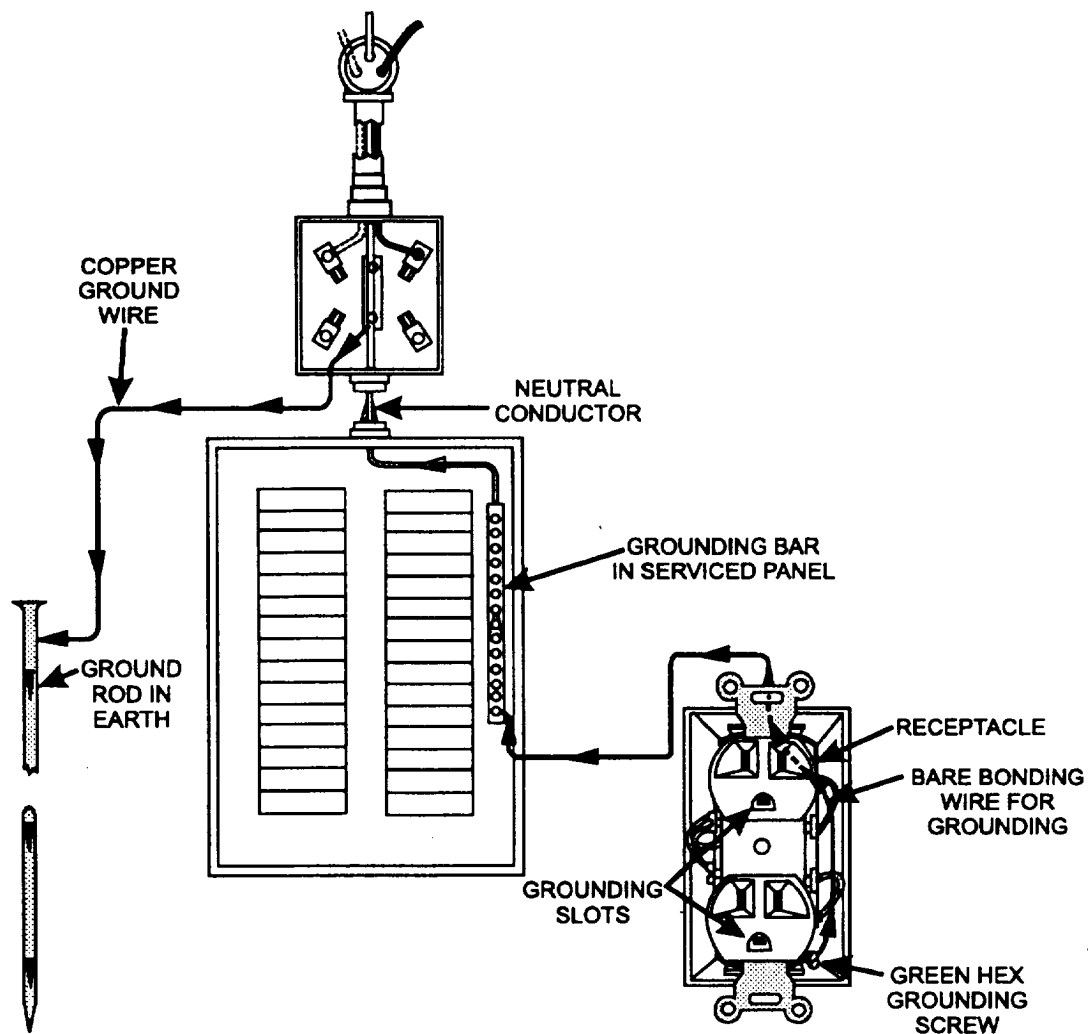 COPPER
GROUND
WIRE
NEUTRAL
CONDUCTOR
GROUNDING BAR
IN SERVICED PANEL
GROUND
ROD IN
EARTH
RECEPTACLE
BARE BONDING
WIRE FOR
GROUNDING
GROUNDING
SLOTS
GREEN HEX
GROUNDING
SCREW